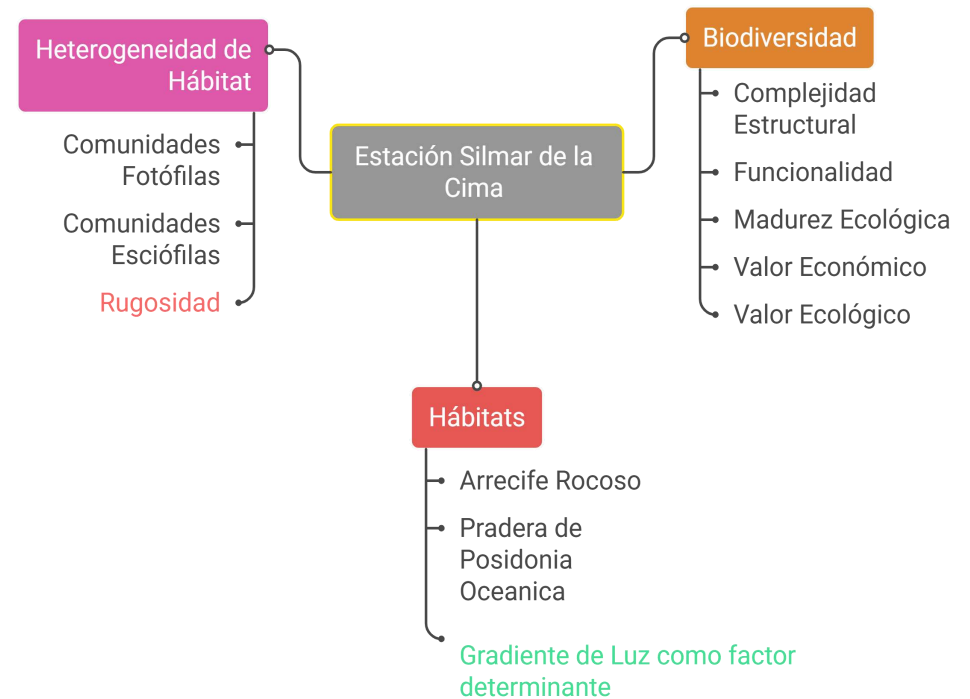 Heterogeneidad de
Hábitat
Comunidades
Fotófilas
Comunidades
Esciófilas
Rugosidad
Estación Silmar de la
Cima
Biodiversidad
Complejidad
Estructural
Funcionalidad
Madurez Ecológica
Valor Económico
Valor Ecológico
Hábitats
Arrecife Rocoso
Pradera de
Posidonia
Oceanica
Gradiente de Luz como factor
determinante